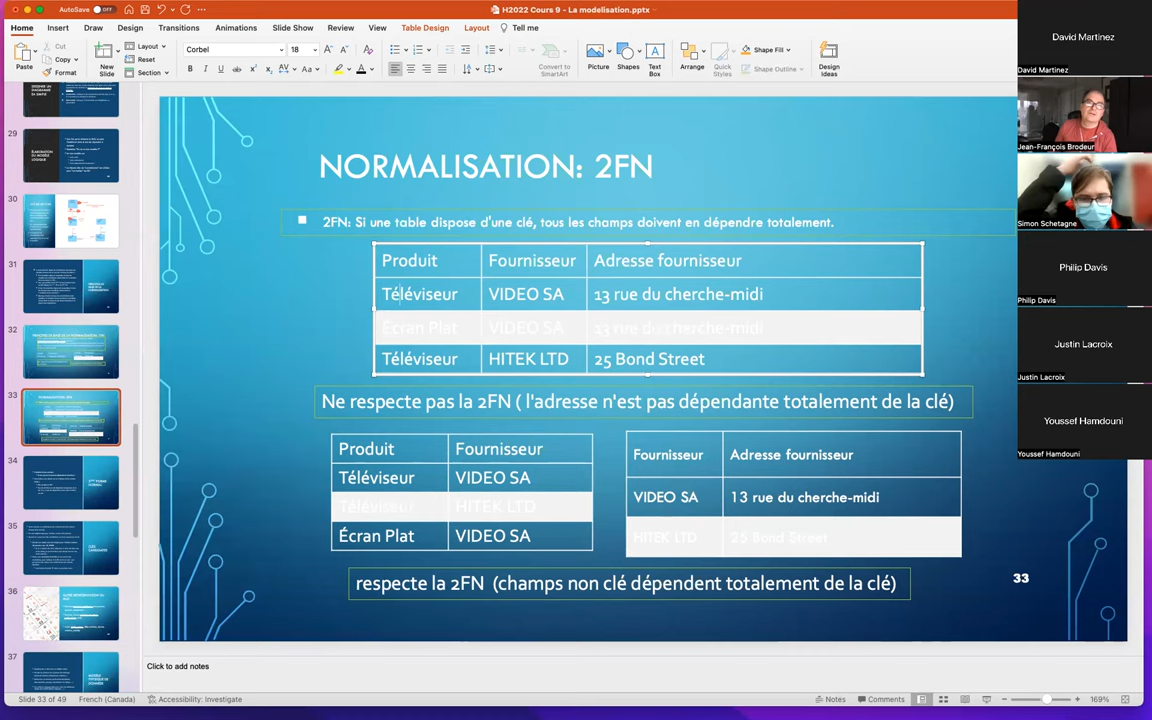 AutoSave OFF
H2022 Cours 9 - La modelisation.pptx
Home Insert Draw Design Transitions Animations Slide Show Review View Table Design Layout Tell me
Paste
Cut
Copy
Format
New Slide
Layout
Reset
Section
Corbel 18
Convert to SmartArt
Picture
Shapes
Text Box
Arrange
Quick Styles
Shape Fill
Shape Outline
Design Ideas
29
30
31
32
33
34
35
36
37
NORMALISATION: 2FN
2FN: Si une table dispose d'une clé, tous les champs doivent en dépendre totalement.
Produit Fournisseur Adresse fournisseur
Téléviseur VIDEO SA 13 rue du cherche-midi
Écran Plat VIDEO SA 13 rue du cherche-midi
Téléviseur HITEK LTD 25 Bond Street
Ne respecte pas la 2FN ( l'adresse n'est pas dépendante totalement de la clé)
Produit Fournisseur
Téléviseur VIDEO SA
Téléviseur HITEK LTD
Écran Plat VIDEO SA
Fournisseur Adresse fournisseur
VIDEO SA 13 rue du cherche-midi
HITEK LTD 25 Bond Street
respecte la 2FN (champs non clé dépendent totalement de la clé)
33
David Martinez
David Martinez
Jean-François Brodeur
Simon Schetagne
Philip Davis
Philip Davis
Justin Lacroix
Justin Lacroix
Youssef Hamdouni
Youssef Hamdouni
Click to add notes
Slide 33 of 49 French (Canada) Accessibility: Investigate
Notes Comments 169%